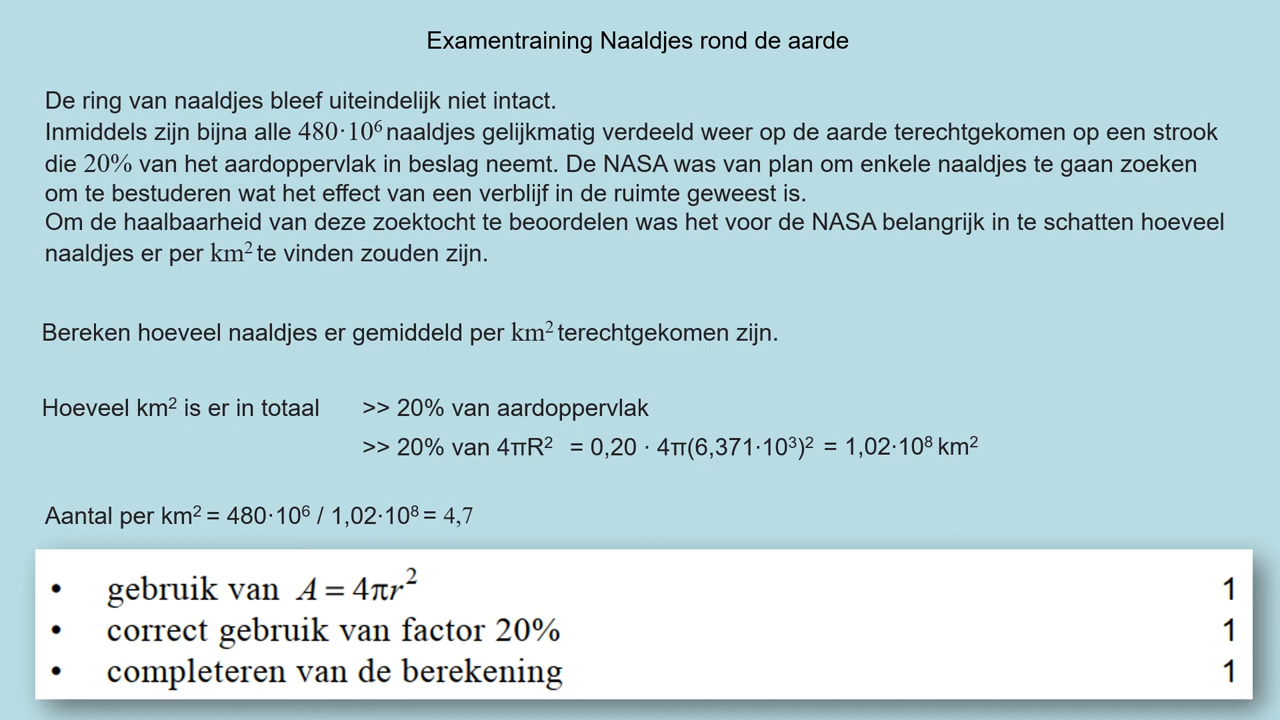 Examentraining Naaldjes rond de aarde
De ring van naaldjes bleef uiteindelijk niet intact.
Inmiddels zijn bijna alle 480·10⁶ naaldjes gelijkmatig verdeeld weer op de aarde terechtgekomen op een strook
die 20% van het aardoppervlak in beslag neemt. De NASA was van plan om enkele naaldjes te gaan zoeken
om te bestuderen wat het effect van een verblijf in de ruimte geweest is.
Om de haalbaarheid van deze zoektocht te beoordelen was het voor de NASA belangrijk in te schatten hoeveel
naaldjes er per km² te vinden zouden zijn.
Bereken hoeveel naaldjes er gemiddeld per km² terechtgekomen zijn.
Hoeveel km² is er in totaal >> 20% van aardoppervlak
>> 20% van 4πR² = 0,20 · 4π(6,371·10³)² = 1,02·10⁸ km²
Aantal per km² = 480·10⁶ / 1,02·10⁸ = 4,7
• gebruik van A = 4πr² 1
• correct gebruik van factor 20% 1
• completeren van de berekening 1